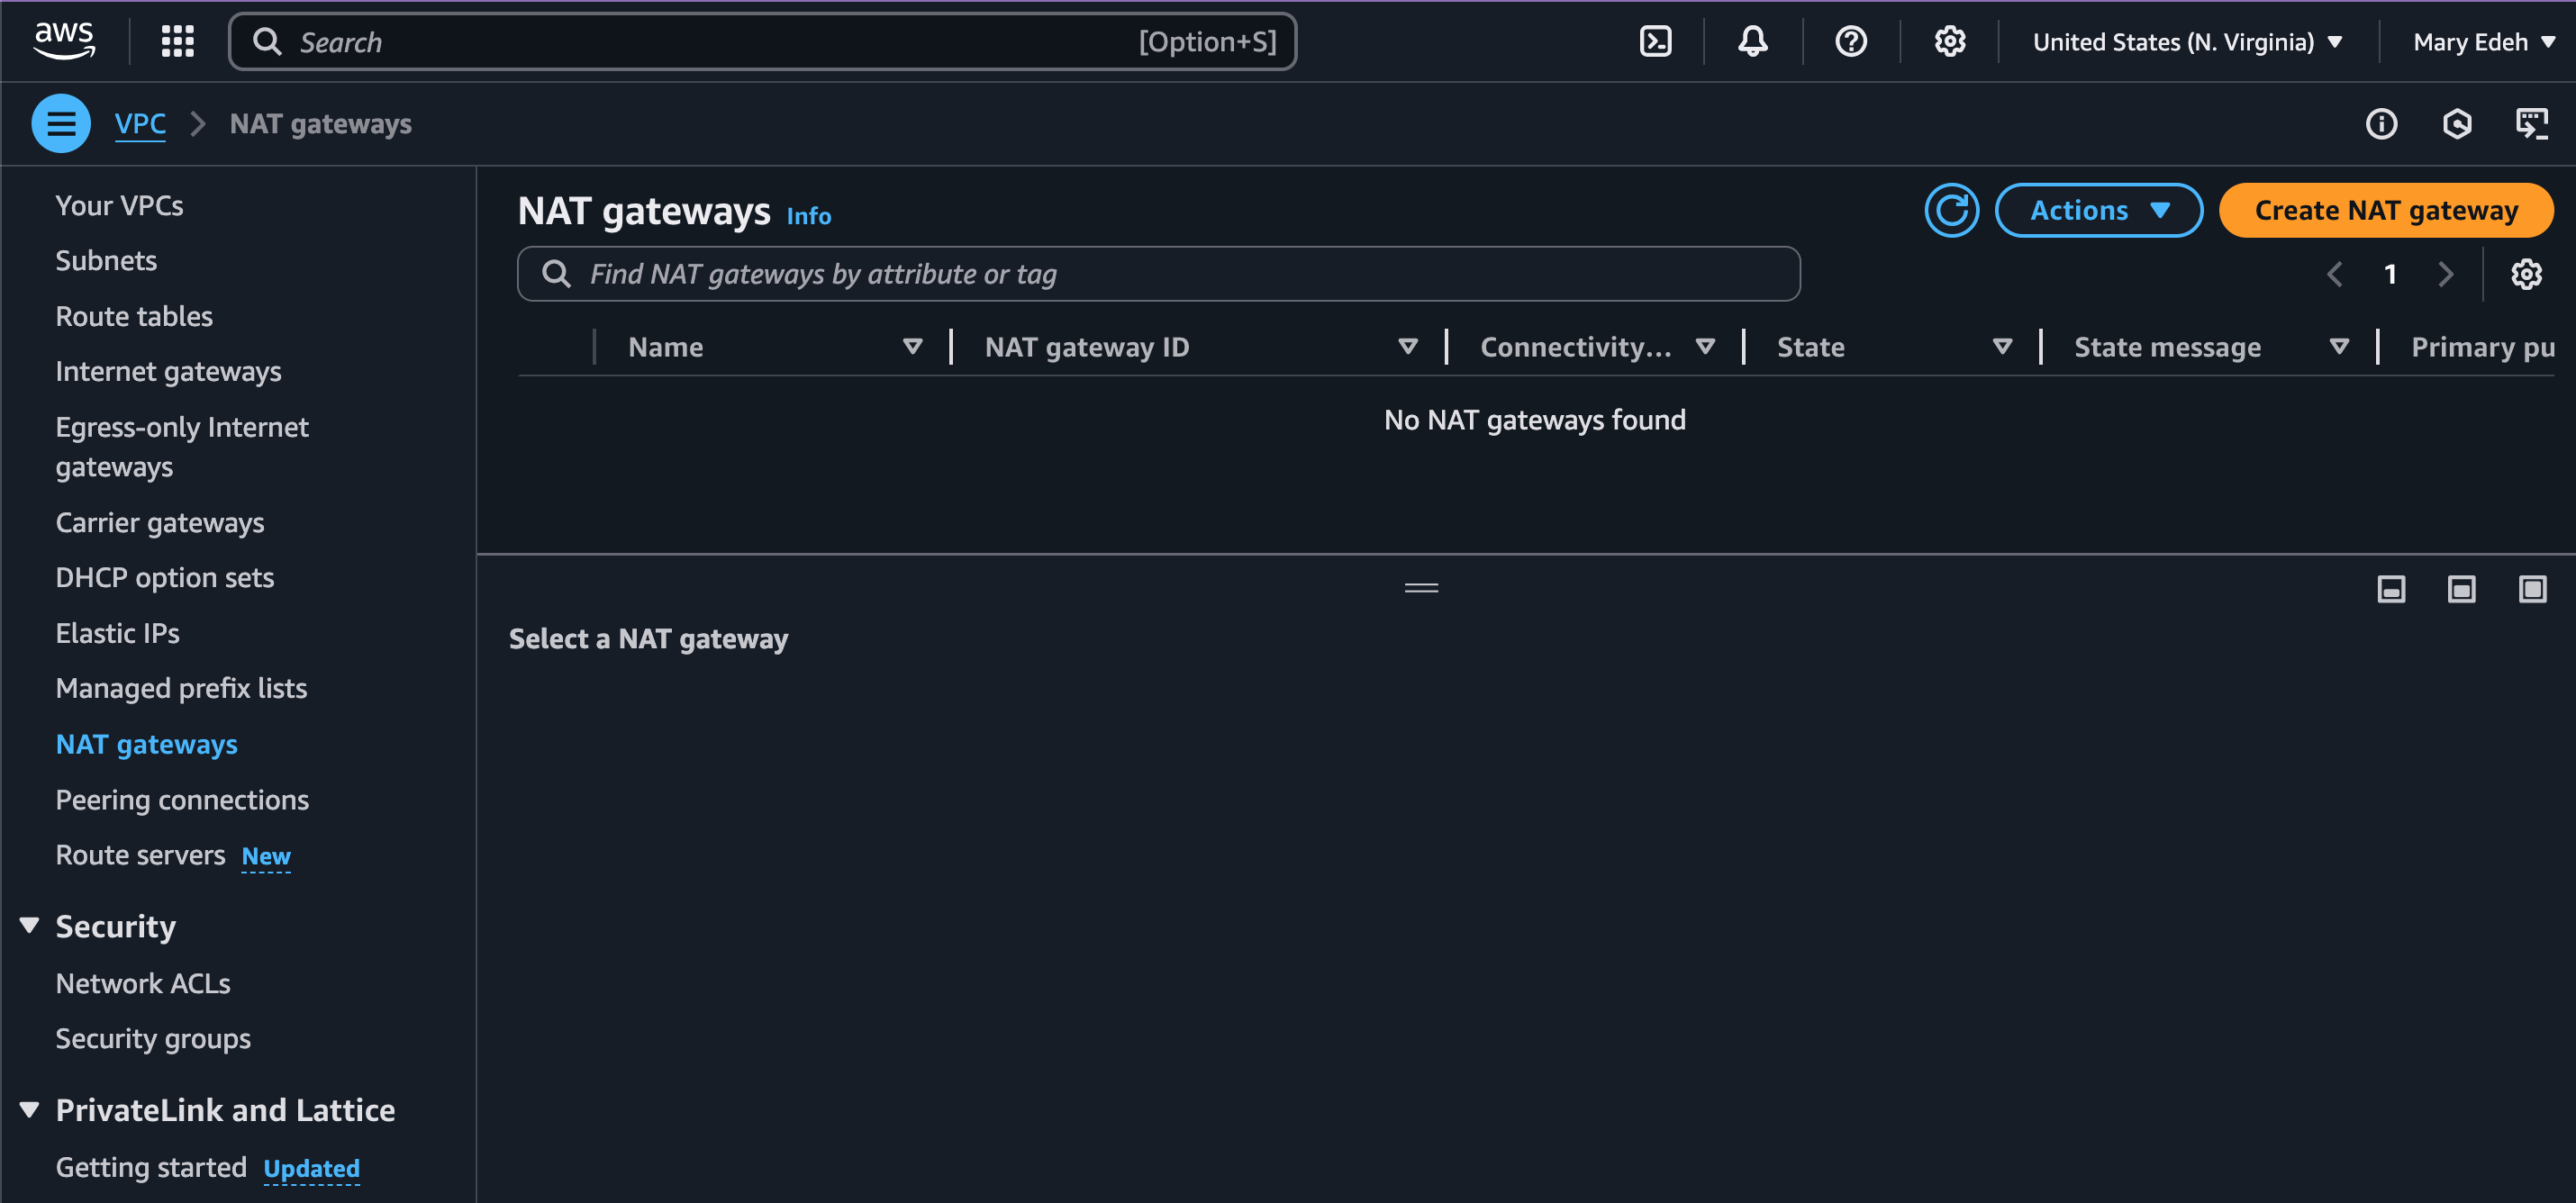 aws
Search [Option+S]
United States (N. Virginia)
Mary Edeh
VPC
NAT gateways
Your VPCs
Subnets
Route tables
Internet gateways
Egress-only Internet
gateways
Carrier gateways
DHCP option sets
Elastic IPs
Managed prefix lists
NAT gateways
Peering connections
Route servers New
Security
Network ACLs
Security groups
PrivateLink and Lattice
Getting started Updated
NAT gateways Info
Actions
Create NAT gateway
Find NAT gateways by attribute or tag
1
Name
NAT gateway ID
Connectivity...
State
State message
Primary pu
No NAT gateways found
Select a NAT gateway